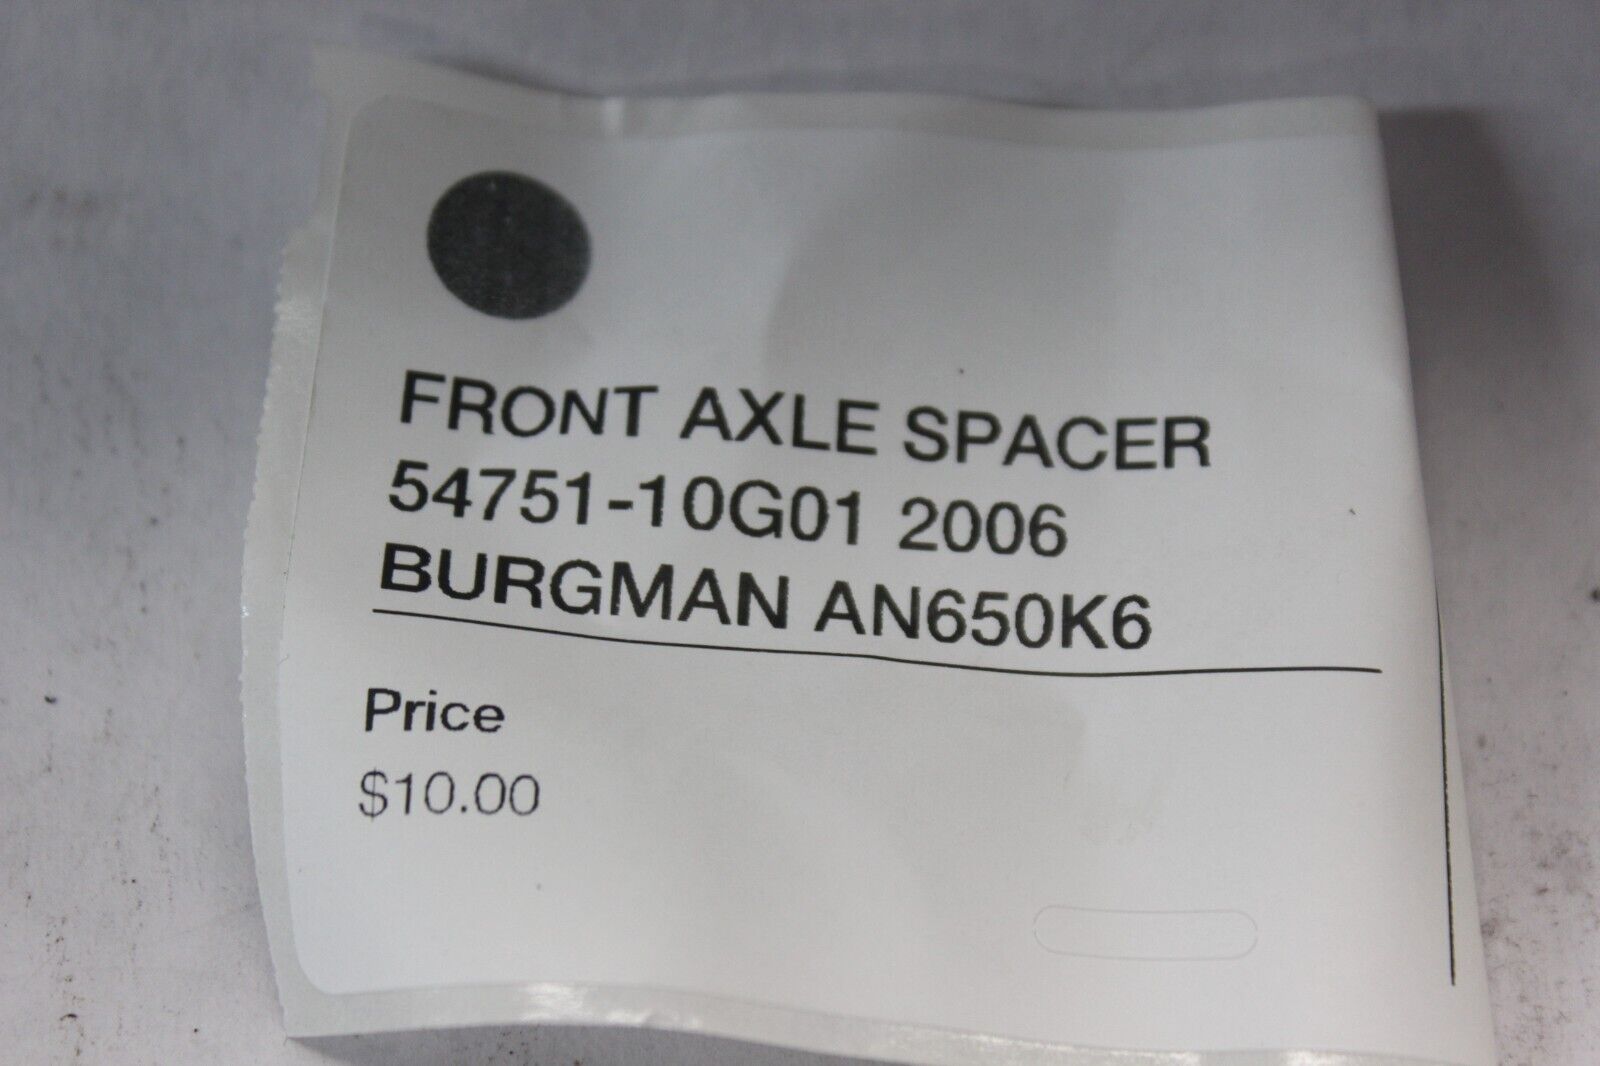 FRONT AXLE SPACER
54751-10G01 2006
BURGMAN AN650K6
Price
$10.00